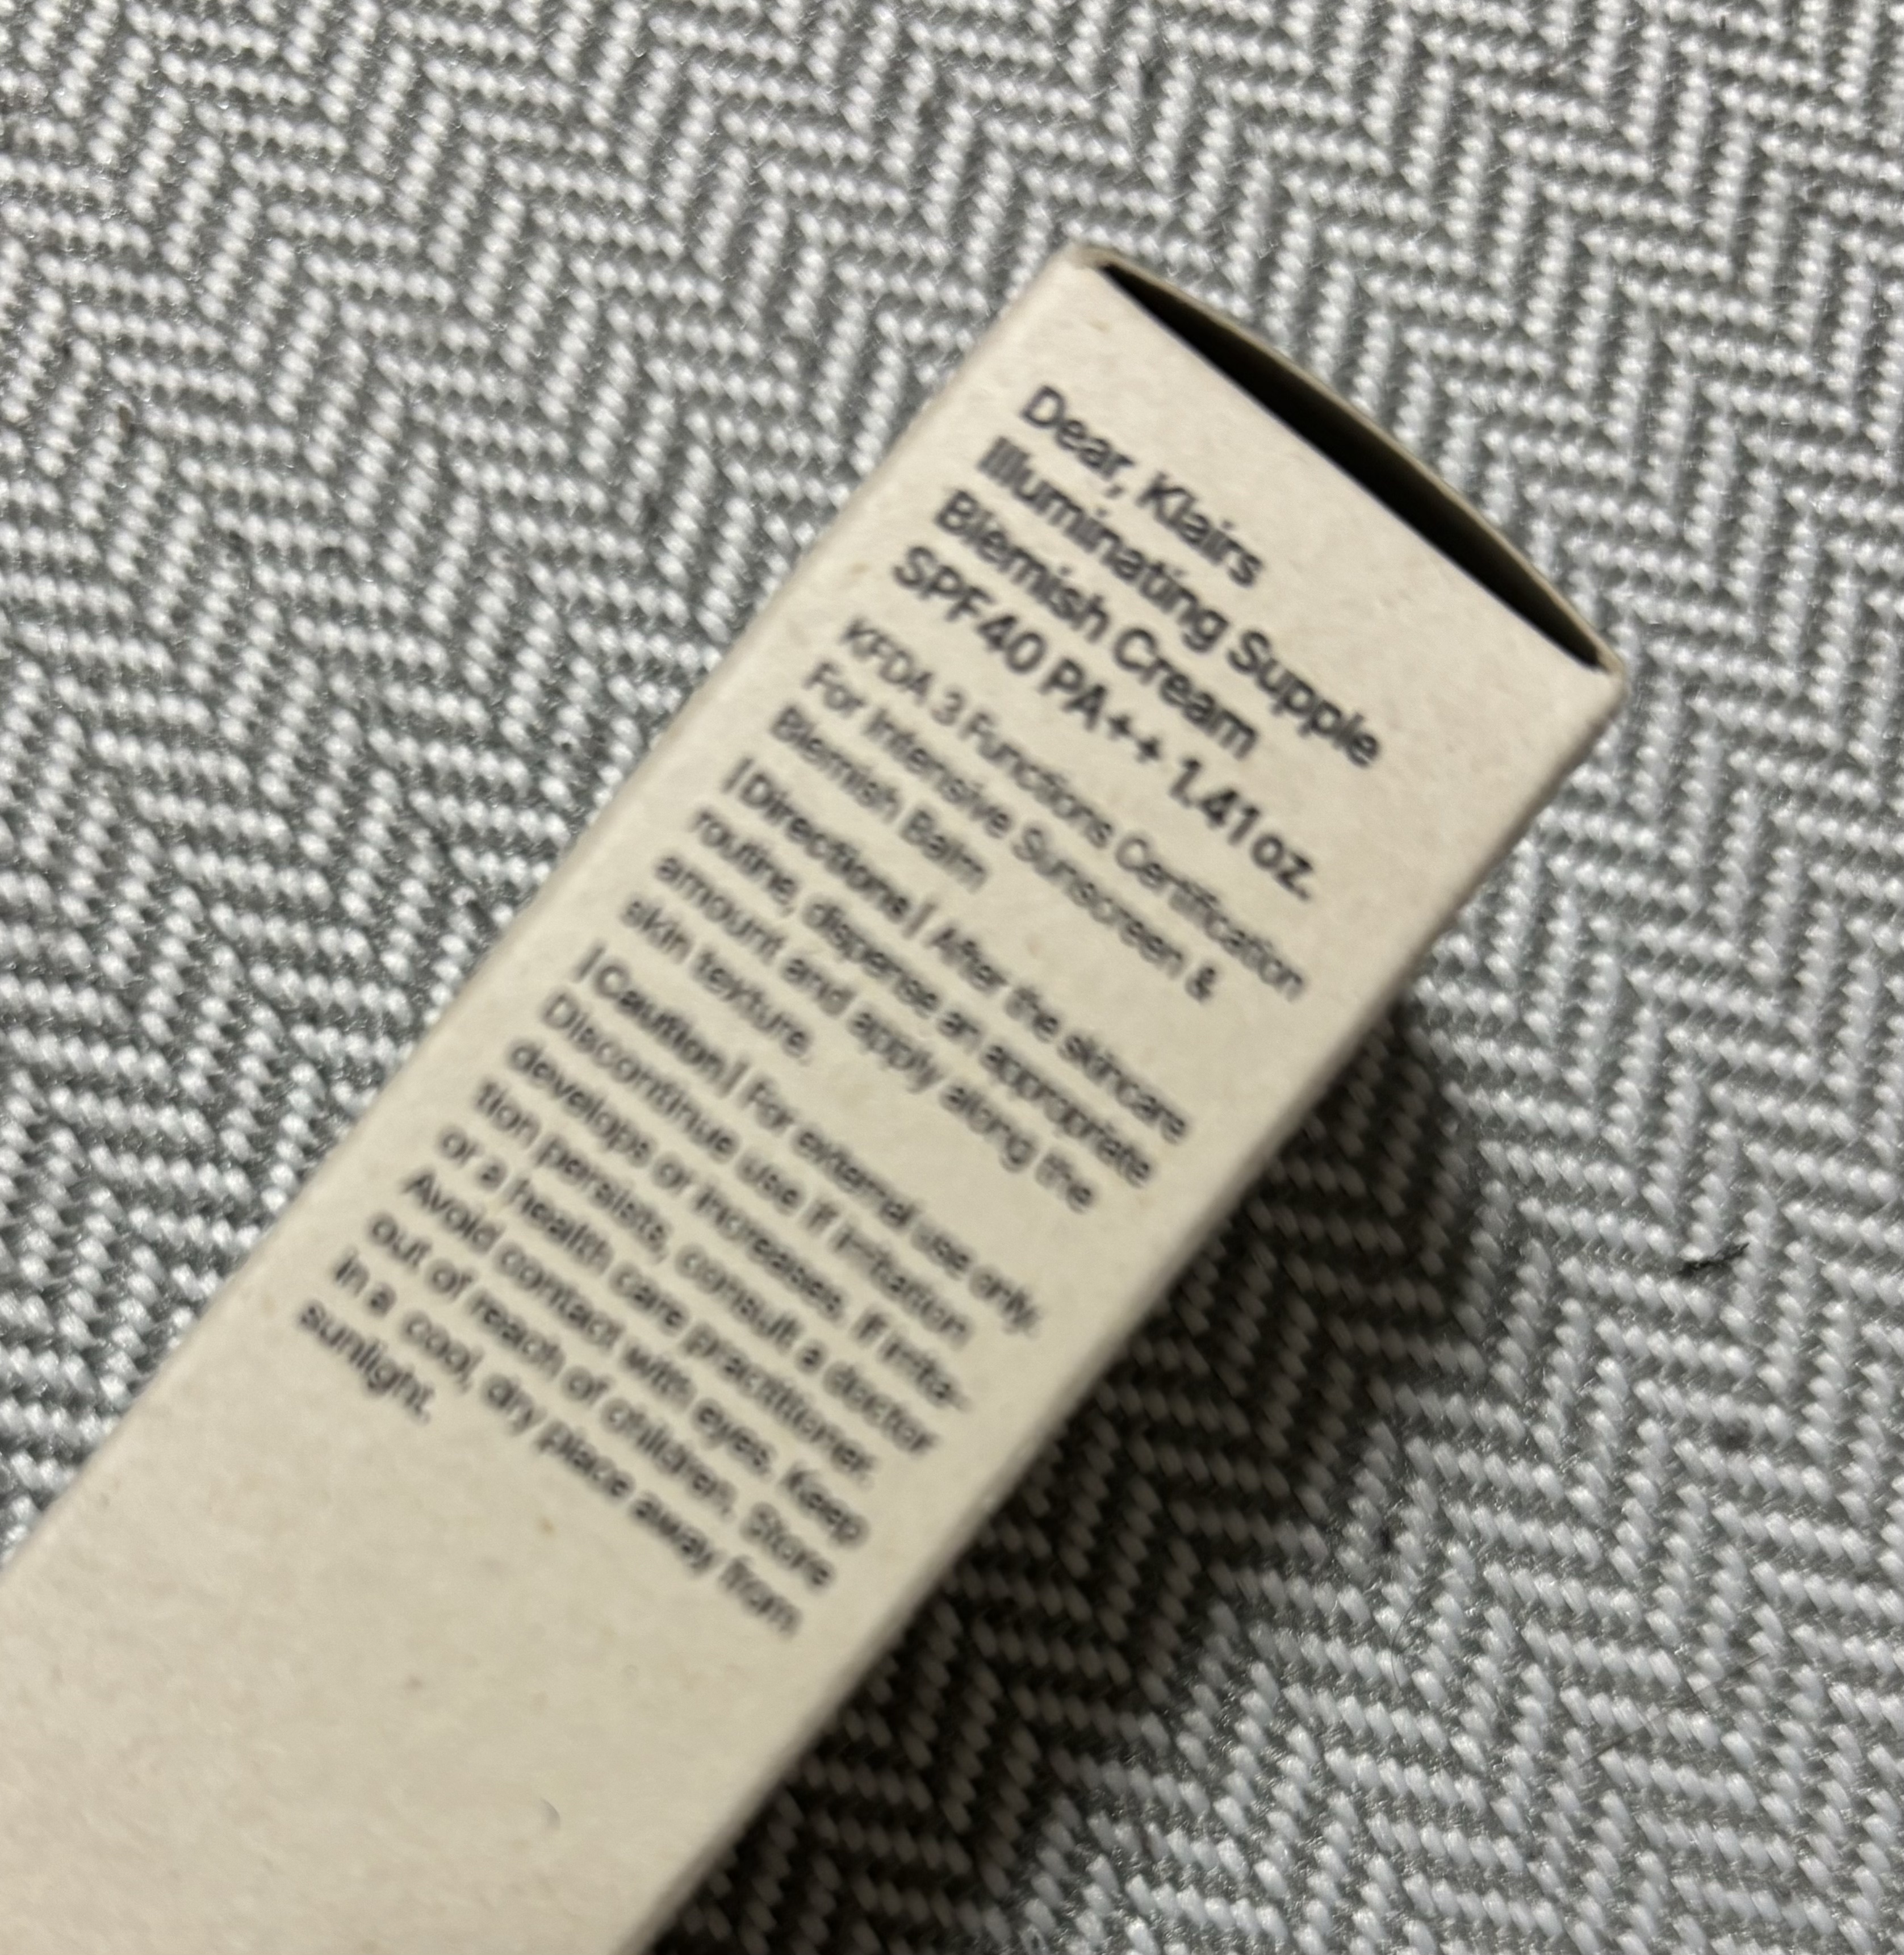 Dear, Klairs
Illuminating Supple
Blemish Cream
SPF40 PA++ 1.41 oz.
KFDA 3 Functions Certification
For Intensive Sunscreen &
Blemish Balm
| Directions | After the skincare
routine, dispense an appropriate
amount and apply along the
skin texture.
| Caution | For external use only.
Discontinue use if irritation
develops or increases. If irrita-
tion persists, consult a doctor
or a health care practitioner.
Avoid contact with eyes. Keep
out of reach of children. Store
in a cool, dry place away from
sunlight.